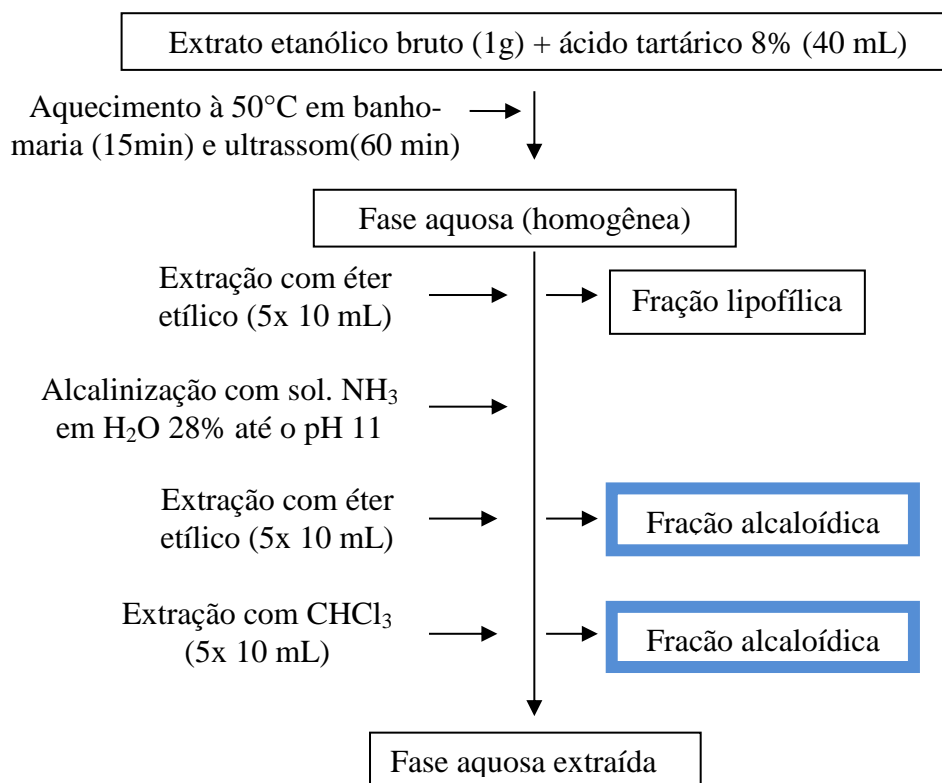 Extrato etanólico bruto (1g) + ácido tartárico 8% (40 mL)
Aquecimento à 50°C em banho-
maria (15min) e ultrassom(60 min)
Fase aquosa (homogênea)
Extração com éter
etílico (5x 10 mL)
Fração lipofílica
Alcalinização com sol. NH₃
em H₂O 28% até o pH 11
Extração com éter
etílico (5x 10 mL)
Fração alcaloídica
Extração com CHCl₃
(5x 10 mL)
Fração alcaloídica
Fase aquosa extraída